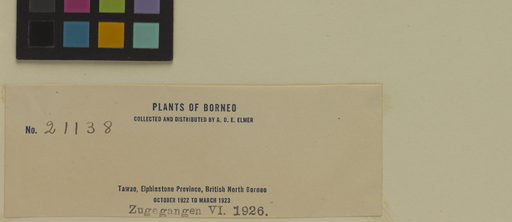 PLANTS OF BORNEO
COLLECTED AND DISTRIBUTED BY A. D. E. ELMER
No. 21138
Tawao, Elphinstone Province, British North Borneo
OCTOBER 1922 TO MARCH 1923
Zugegangen VI. 1926.